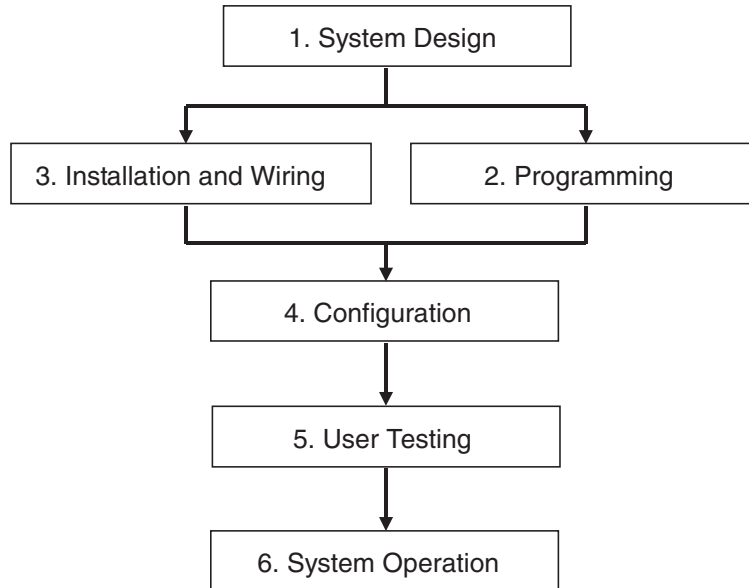 1. System Design
3. Installation and Wiring
2. Programming
4. Configuration
5. User Testing
6. System Operation